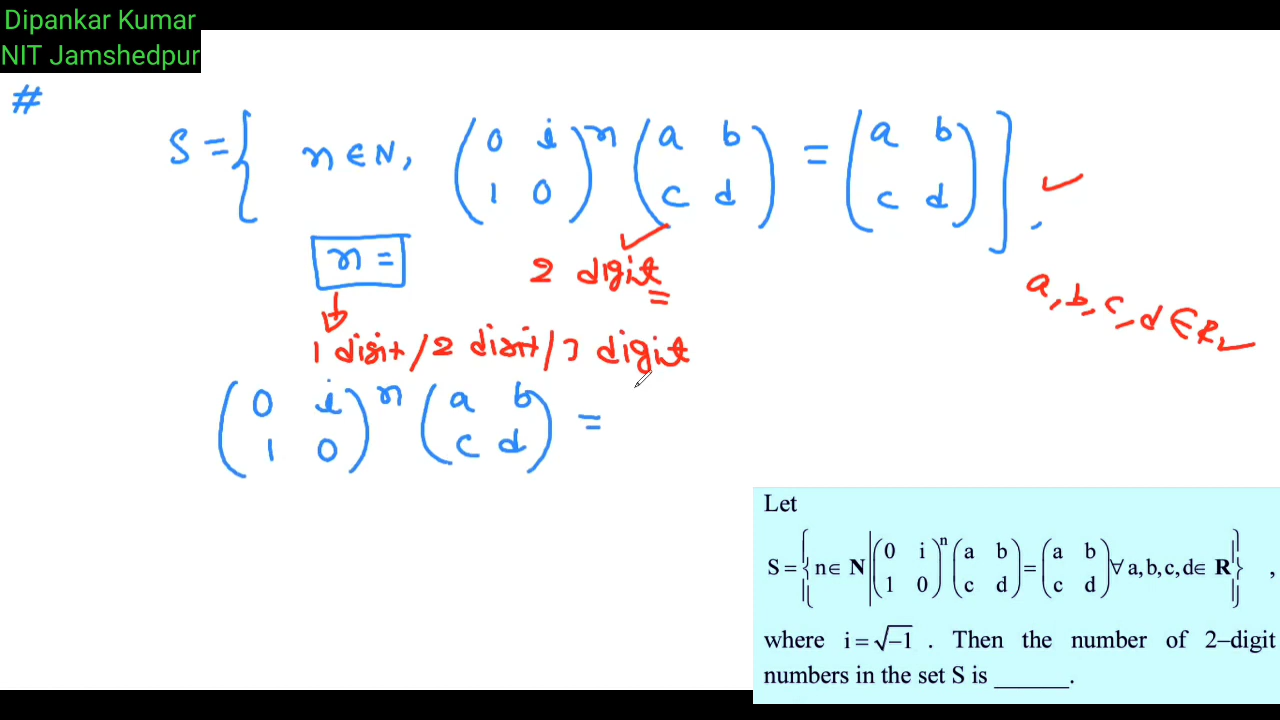 Dipankar Kumar
NIT Jamshedpur
#
S = { n ∈ N, (0 i; 1 0)^n (a b; c d) = (a b; c d) ] ,
n =
2 digit
a, b, c, d ∈ R,
1 digit / 2 digit / 3 digit
(0 i; 1 0)^n (a b; c d) =
Let
S = { n ∈ N | (0 i; 1 0)^n (a b; c d) = (a b; c d) ∀ a, b, c, d ∈ R } ,
where i = √−1 . Then the number of 2–digit
numbers in the set S is ______.